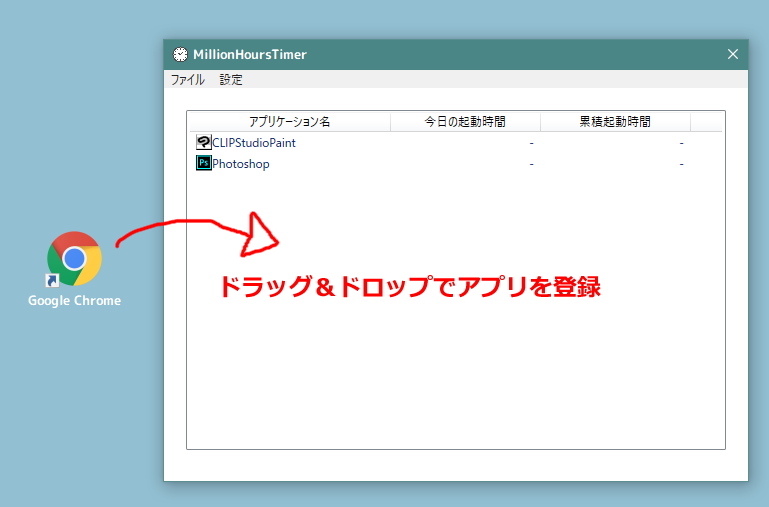 MillionHoursTimer
ファイル 設定
アプリケーション名 今日の起動時間 累積起動時間
CLIPStudioPaint - -
Ps Photoshop - -
ドラッグ＆ドロップでアプリを登録
Google Chrome